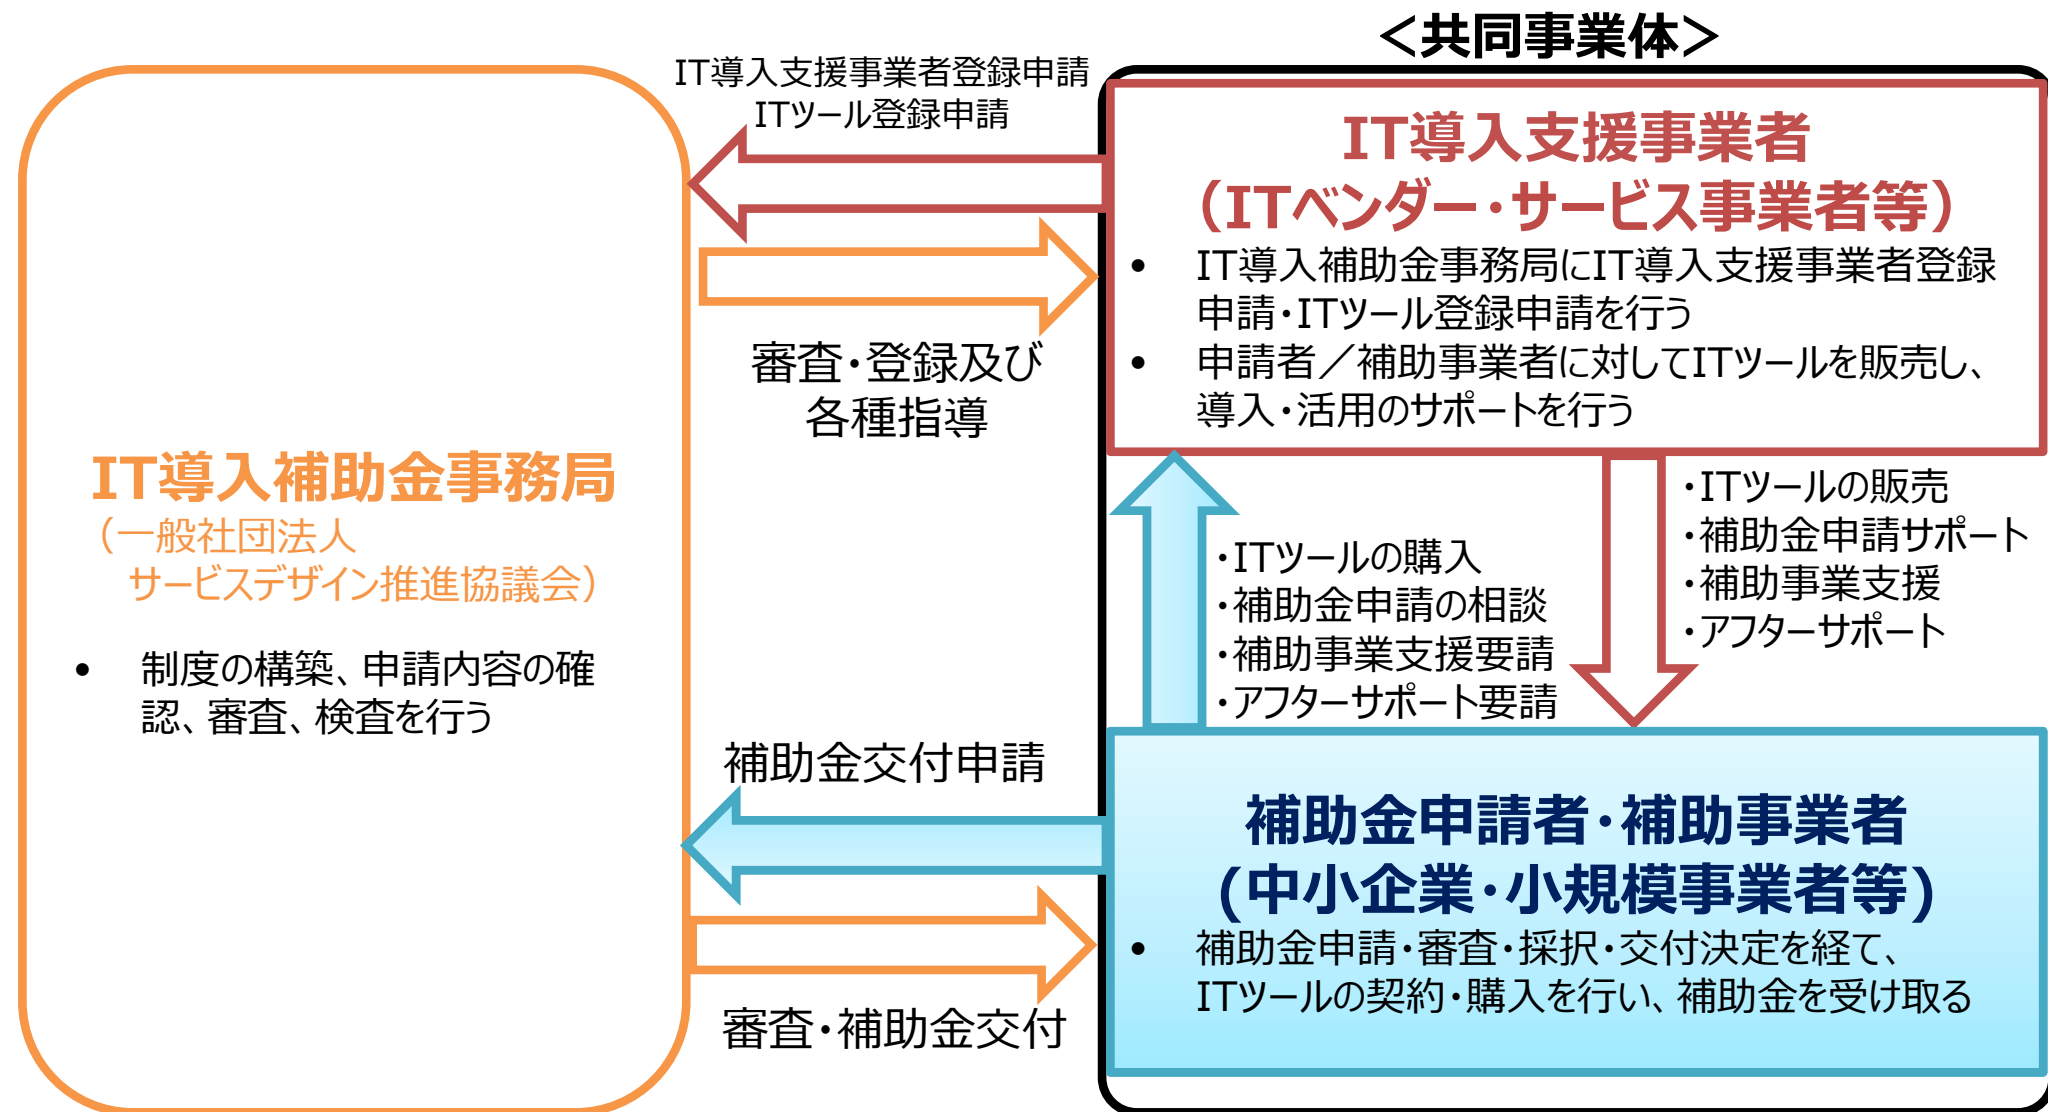 <共同事業体>
IT導入支援事業者登録申請
ITツール登録申請
IT導入支援事業者
（ITベンダー・サービス事業者等）
• IT導入補助金事務局にIT導入支援事業者登録
申請・ITツール登録申請を行う
• 申請者／補助事業者に対してITツールを販売し、
導入・活用のサポートを行う
審査・登録及び
各種指導
IT導入補助金事務局
（一般社団法人
サービスデザイン推進協議会）
• 制度の構築、申請内容の確
認、審査、検査を行う
・ITツールの購入
・補助金申請の相談
・補助事業支援要請
・アフターサポート要請
・ITツールの販売
・補助金申請サポート
・補助事業支援
・アフターサポート
補助金交付申請
審査・補助金交付
補助金申請者・補助事業者
(中小企業・小規模事業者等)
• 補助金申請・審査・採択・交付決定を経て、
ITツールの契約・購入を行い、補助金を受け取る